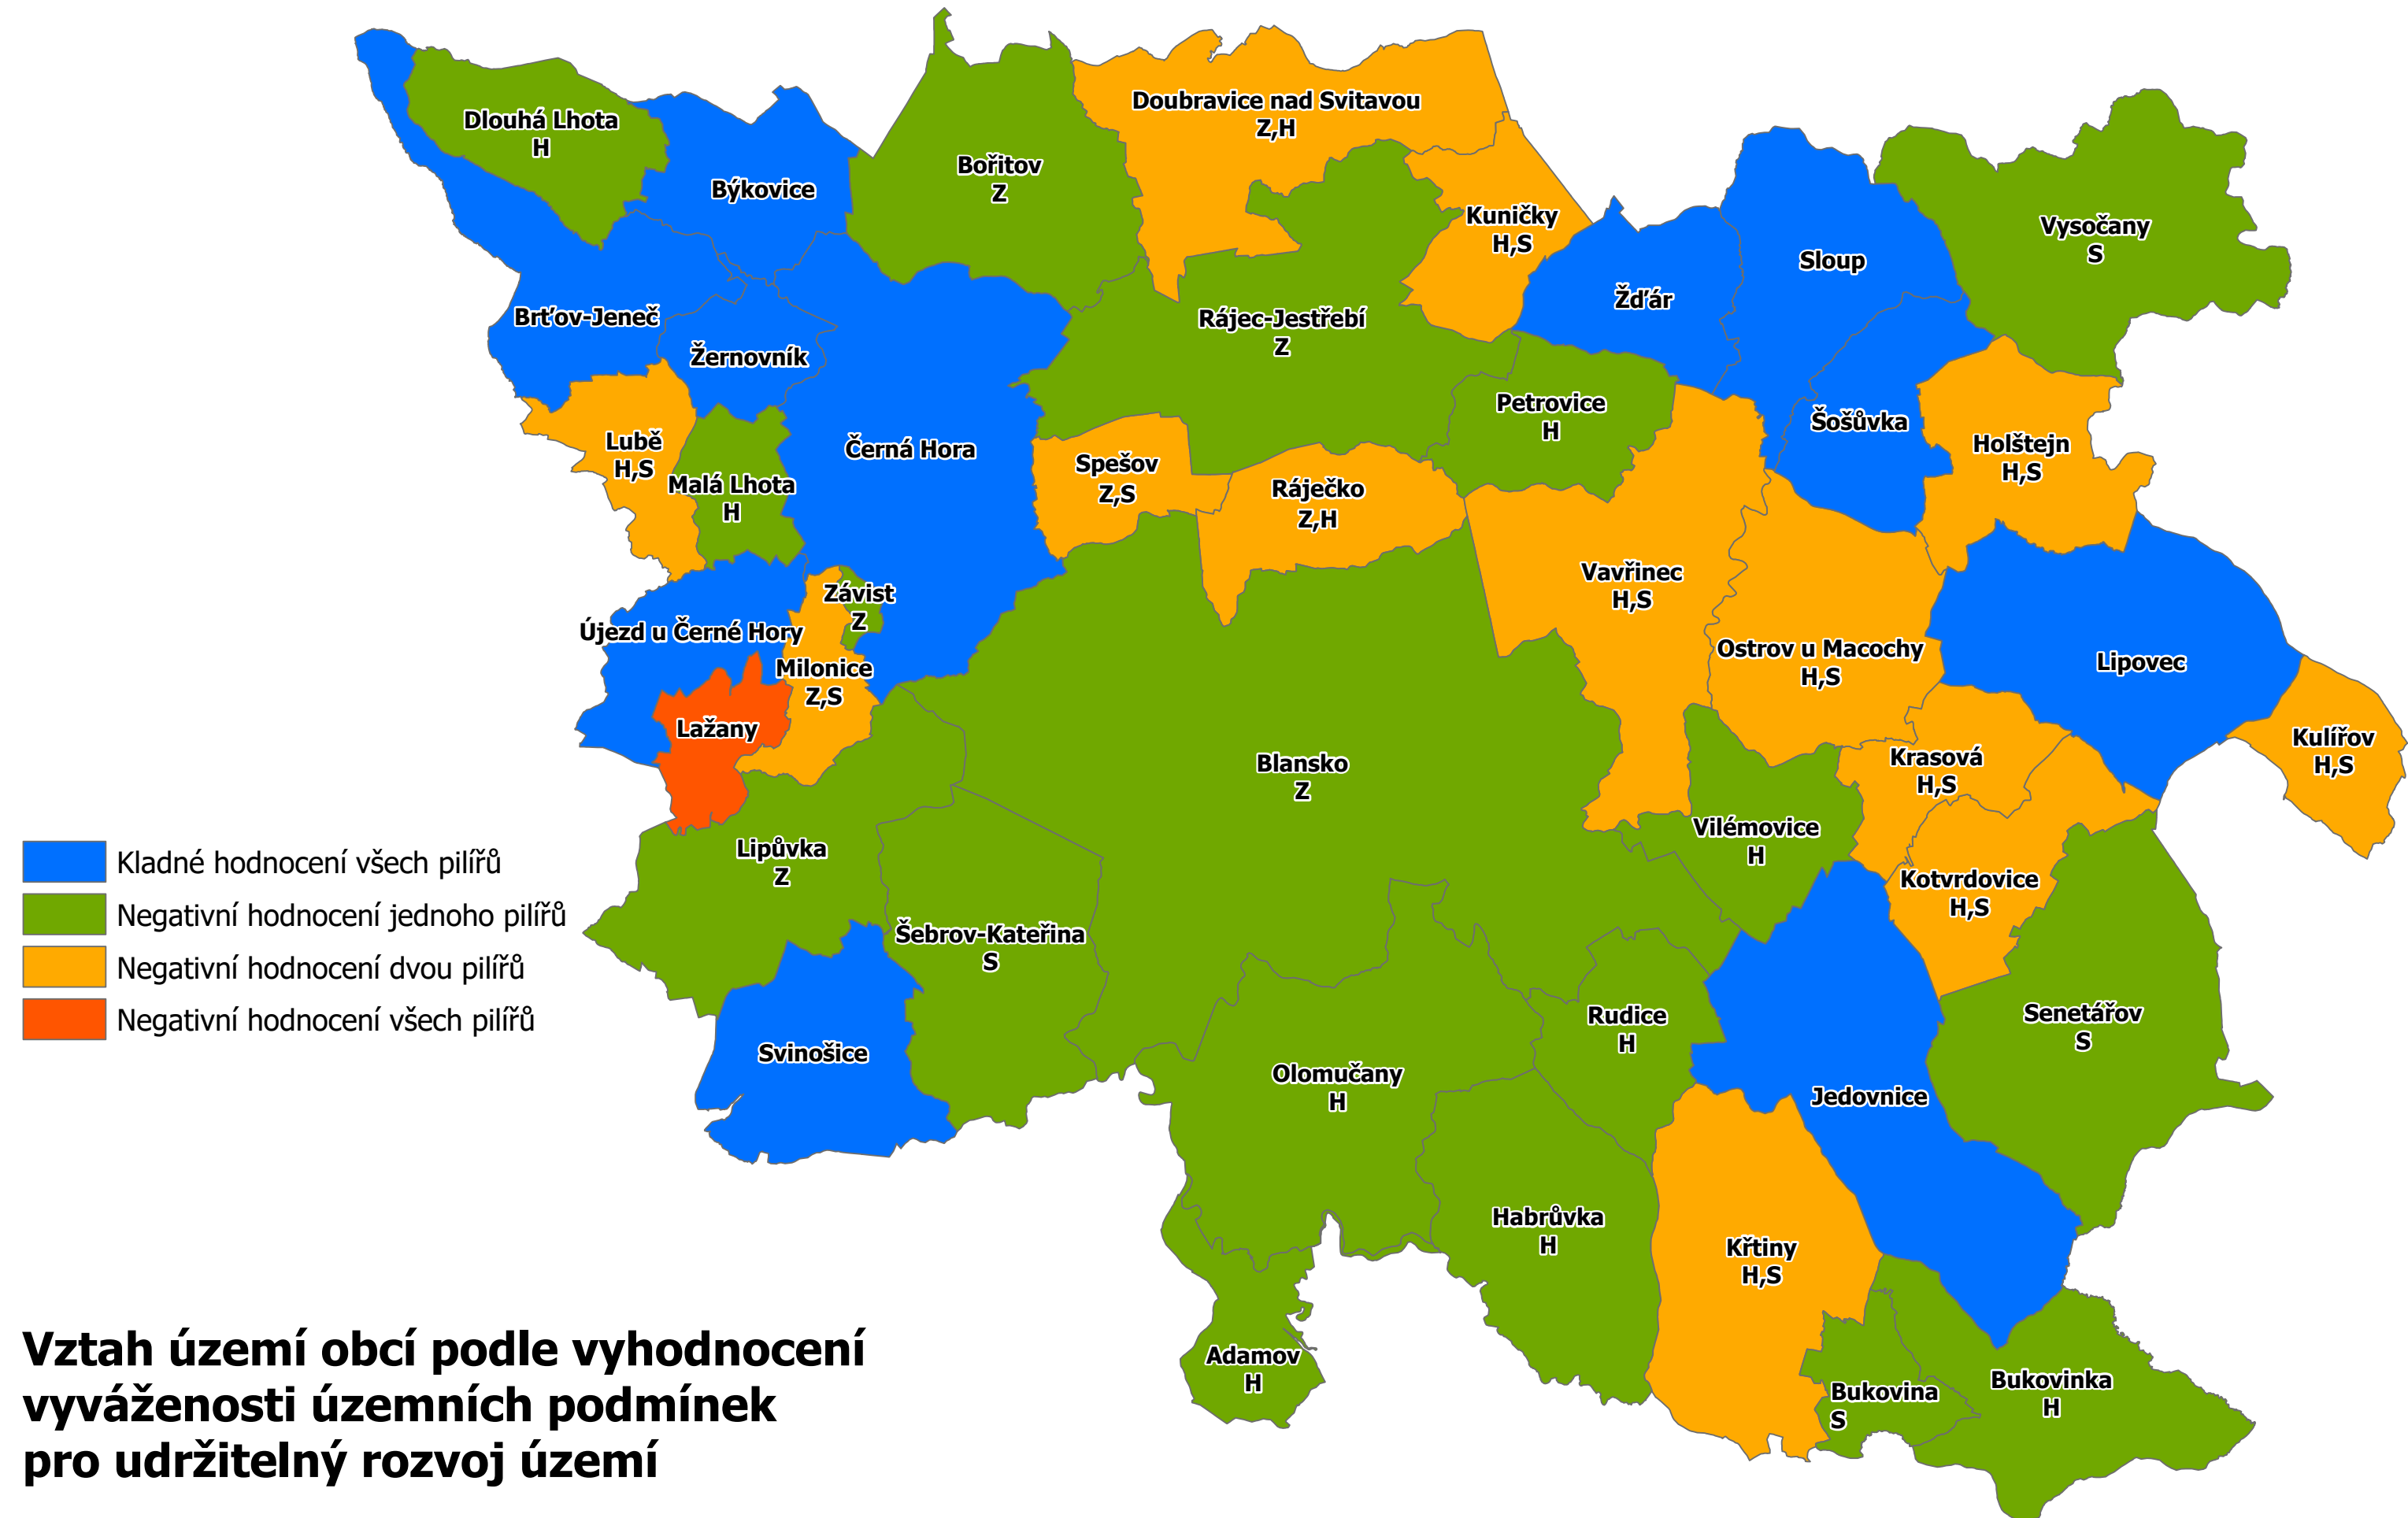 Dlouhá Lhota
H
Býkovice
Bořitov
Z
Doubravice nad Svitavou
Z,H
Kuničky
H,S
Žďár
Sloup
Vysočany
S
Brťov-Jeneč
Žernovník
Rájec-Jestřebí
Z
Petrovice
H
Šošůvka
Holštejn
H,S
Lubě
H,S
Malá Lhota
H
Černá Hora
Spešov
Z,S
Ráječko
Z,H
Vavřinec
H,S
Závist
Z
Újezd u Černé Hory
Milonice
Z,S
Lažany
Ostrov u Macochy
H,S
Lipovec
Kulířov
H,S
Krasová
H,S
Blansko
Z
Vilémovice
H
Kotvrdovice
H,S
Lipůvka
Z
Šebrov-Kateřina
S
Svinošice
Rudice
H
Senetářov
S
Olomučany
H
Jedovnice
Habrůvka
H
Křtiny
H,S
Adamov
H
Bukovina
S
Bukovinka
H
Kladné hodnocení všech pilířů
Negativní hodnocení jednoho pilířů
Negativní hodnocení dvou pilířů
Negativní hodnocení všech pilířů
Vztah území obcí podle vyhodnocení
vyváženosti územních podmínek
pro udržitelný rozvoj území